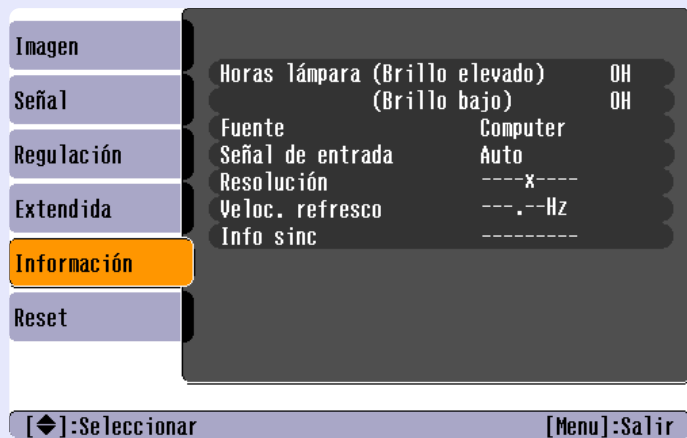 Imagen
Señal
Regulación
Extendida
Información
Reset
Horas lámpara (Brillo elevado) 0H
(Brillo bajo) 0H
Fuente Computer
Señal de entrada Auto
Resolución ----x----
Veloc. refresco ---.--Hz
Info sinc ---------
[◆]:Seleccionar [Menu]:Salir